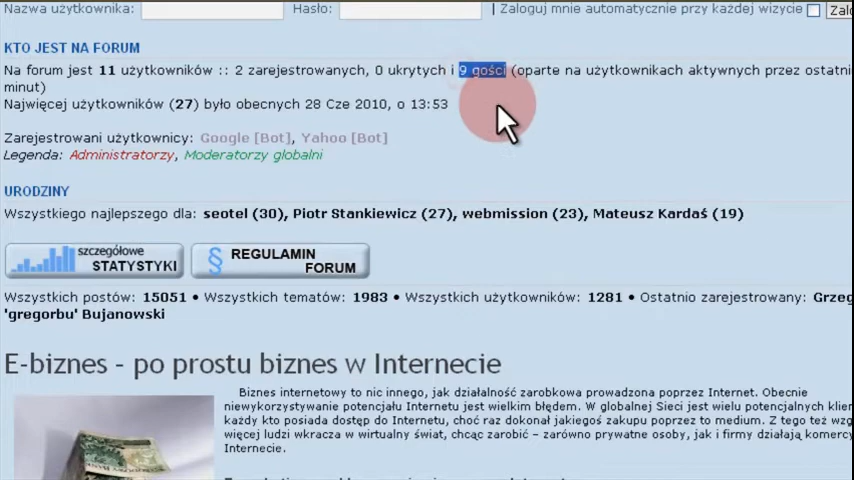 Nazwa użytkownika: Hasło: | Zaloguj mnie automatycznie przy każdej wizycie
KTO JEST NA FORUM
Na forum jest 11 użytkowników :: 2 zarejestrowanych, 0 ukrytych i 9 gości (oparte na użytkownikach aktywnych przez
minut)
Najwięcej użytkowników (27) było obecnych 28 Cze 2010, o 13:53
Zarejestrowani użytkownicy: Google [Bot], Yahoo [Bot]
Legenda: Administratorzy, Moderatorzy globalni
URODZINY
Wszystkiego najlepszego dla: seotel (30), Piotr Stankiewicz (27), webmission (23), Mateusz Kardaś (19)
szczegółowe
STATYSTYKI
§ REGULAMIN
FORUM
Wszystkich postów: 15051 • Wszystkich tematów: 1983 • Wszystkich użytkowników: 1281 • Ostatnio zarejestrowany:
'gregorbu' Bujanowski
E-biznes - po prostu biznes w Internecie
Biznes internetowy to nic innego, jak działalność zarobkowa prowadzona poprzez Internet. Obecnie
niewykorzystywanie potencjału Internetu jest wielkim błędem. W globalnej Sieci jest wielu potencjalnych
każdy kto posiada dostęp do Internetu, choć raz dokonał jakiegoś zakupu poprzez to medium. Z tego też
więcej ludzi wkracza w wirtualny świat, chcąc zarobić – zarówno prywatne osoby, jak i firmy działają
Internecie.